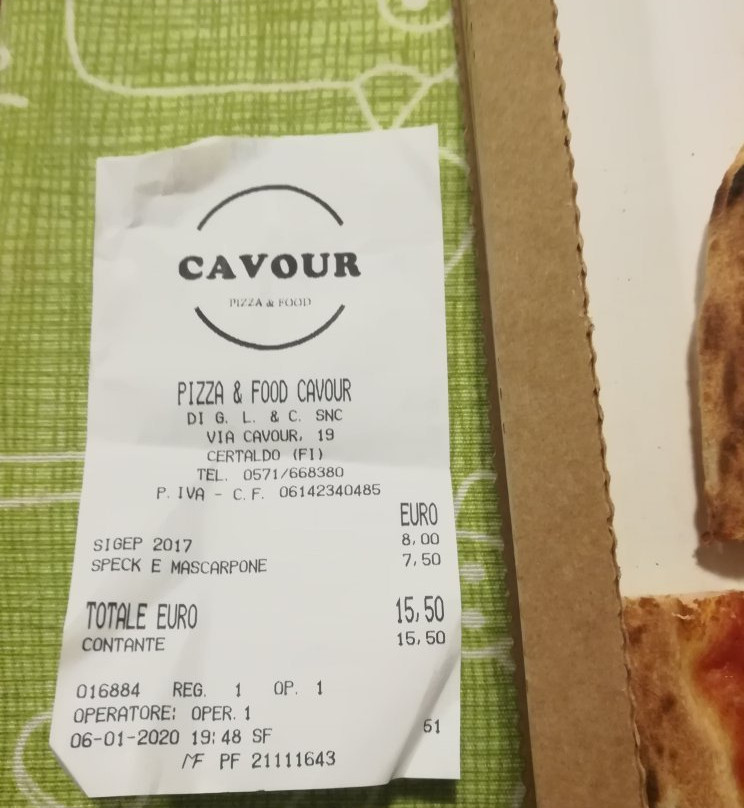 CAVOUR
PIZZA & FOOD
PIZZA & FOOD CAVOUR
DI G. L. & C. SNC
VIA CAVOUR, 19
CERTALDO (FI)
TEL. 0571/668380
P.IVA - C.F. 06142340485
EURO
SIGEP 2017 8,00
SPECK E MASCARPONE 7,50
TOTALE EURO 15,50
CONTANTE 15,50
016884 REG. 1 OP. 1
OPERATORE: OPER.1
06-01-2020 19:48 SF 61
MF PF 21111643